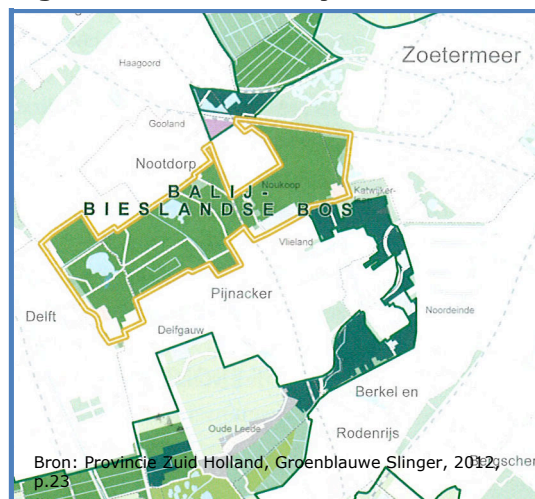 Zoetermeer
Haagoord
Gooland
Nootdorp
Noukoop
Katwijker-
BALIJ-
BIESLANDSE BOS
Vlieland
Pijnacker
Noordeinde
Delft
Delfgauw
Berkel en
Oude Leede
Rodenrijs
Bron: Provincie Zuid Holland, Groenblauwe Slinger, 2012,
p.23
Bergscher